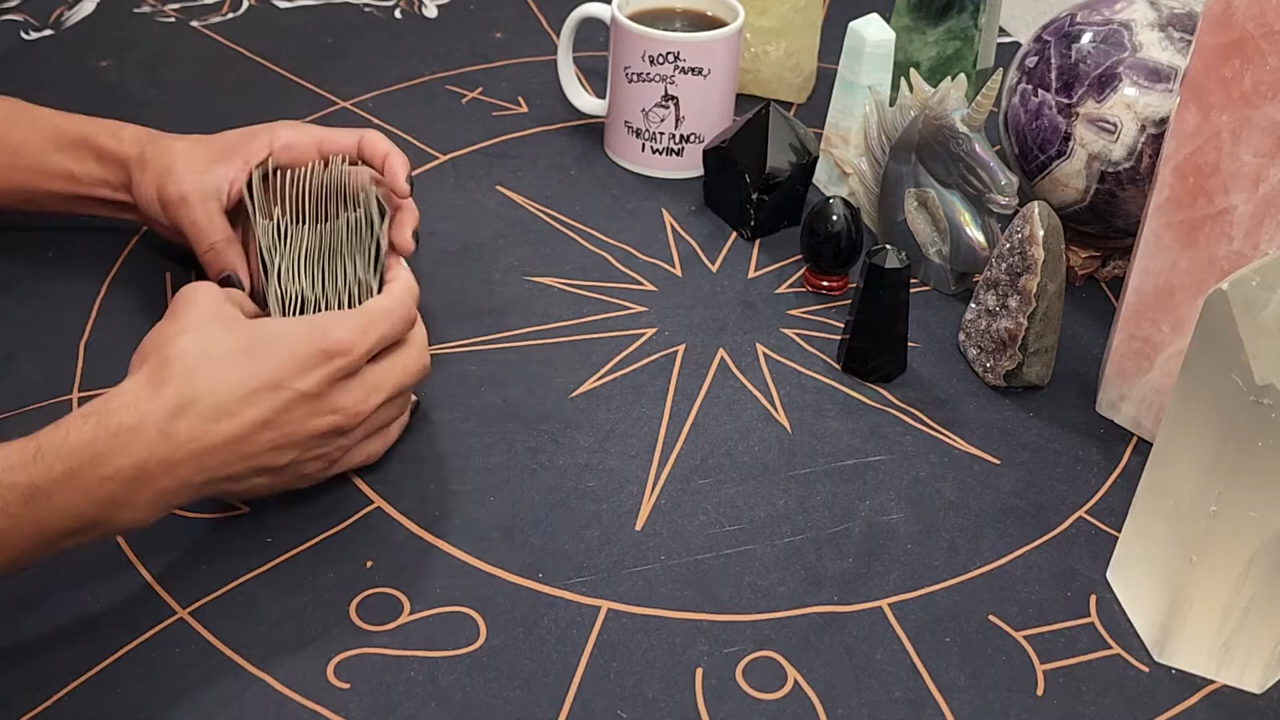 ROCK,
PAPER,
SCISSORS,
THROAT PUNCH,
I WIN!